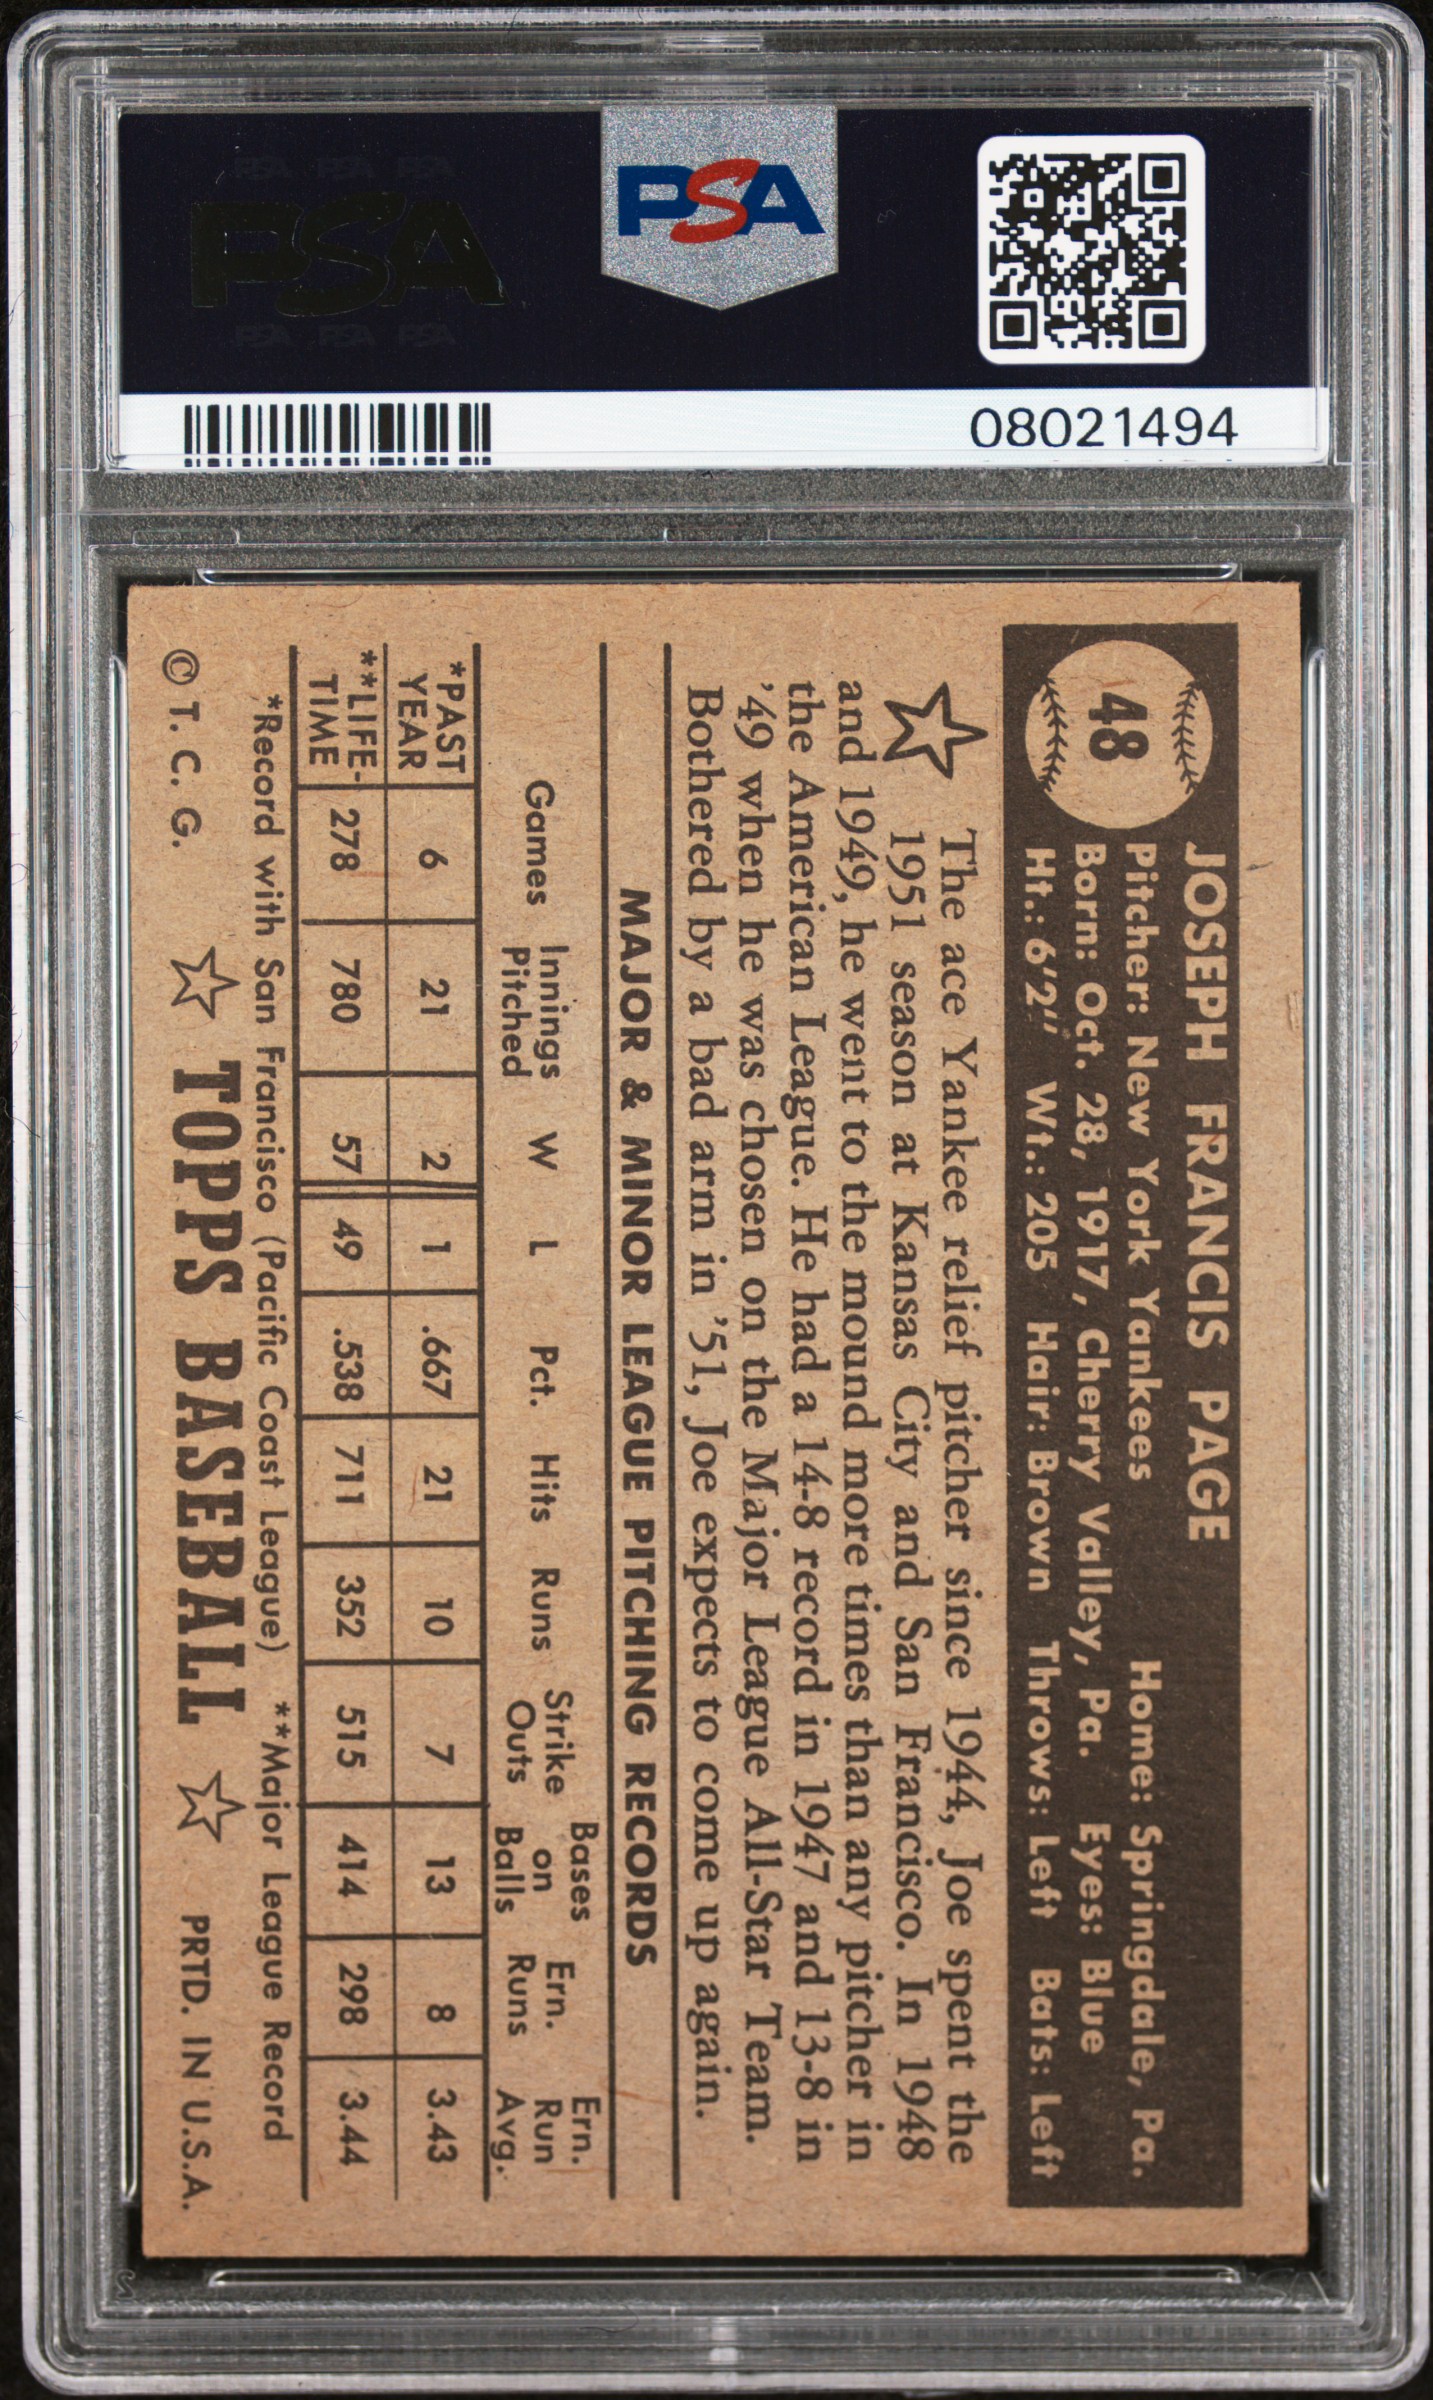 PSA PSA PSA
PSA
PSA PSA PSA
PSA
08021494
48
JOSEPH FRANCIS PAGE
Pitcher: New York Yankees Home: Springdale, Pa.
Born: Oct. 28, 1917, Cherry Valley, Pa. Eyes: Blue
Ht.: 6'2" Wt.: 205 Hair: Brown Throws: Left Bats: Left
The ace Yankee relief pitcher since 1944, Joe spent the
1951 season at Kansas City and San Francisco. In 1948
and 1949, he went to the mound more times than any pitcher in
the American League. He had a 14-8 record in 1947 and 13-8 in
'49 when he was chosen on the Major League All-Star Team.
Bothered by a bad arm in '51, Joe expects to come up again.
MAJOR & MINOR LEAGUE PITCHING RECORDS
Games Innings Pitched W L Pct. Hits Runs Strike Outs Bases on Balls Ern. Runs Ern. Run Avg.
*PAST YEAR 6 21 2 1 .667 21 10 7 13 8 3.43
**LIFE-TIME 278 780 57 49 .538 711 352 515 414 298 3.44
*Record with San Francisco (Pacific Coast League) **Major League Record
© T. C. G. TOPPS BASEBALL PRTD. IN U.S.A.